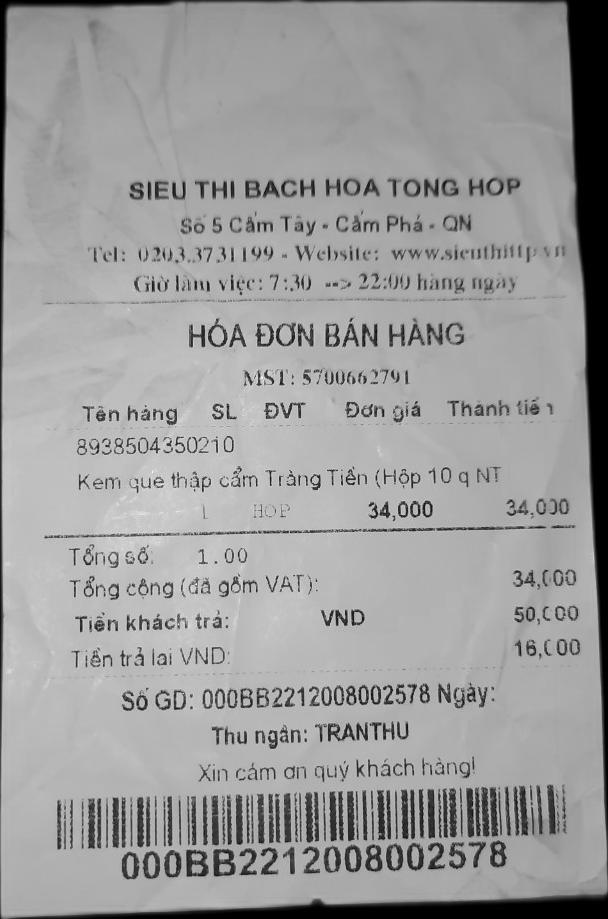 SIEU THI BACH HOA TONG HOP
Số 5 Cẩm Tây - Cẩm Phả - QN
Tel: 0203.3731199 - Website: www.sieuthittp.vn
Giờ làm việc: 7:30 --> 22:00 hàng ngày
HÓA ĐƠN BÁN HÀNG
MST: 5700662791
Tên hàng SL ĐVT Đơn giá Thành tiền
8938504350210
Kem que thập cẩm Tràng Tiền (Hộp 10 q NT
1 HOP 34,000 34,000
Tổng số: 1.00
Tổng cộng (đã gồm VAT): 34,000
Tiền khách trả: VND 50,000
Tiền trả lại VND: 16,000
Số GD: 000BB2212008002578 Ngày:
Thu ngân: TRANTHU
Xin cảm ơn quý khách hàng!
000BB2212008002578